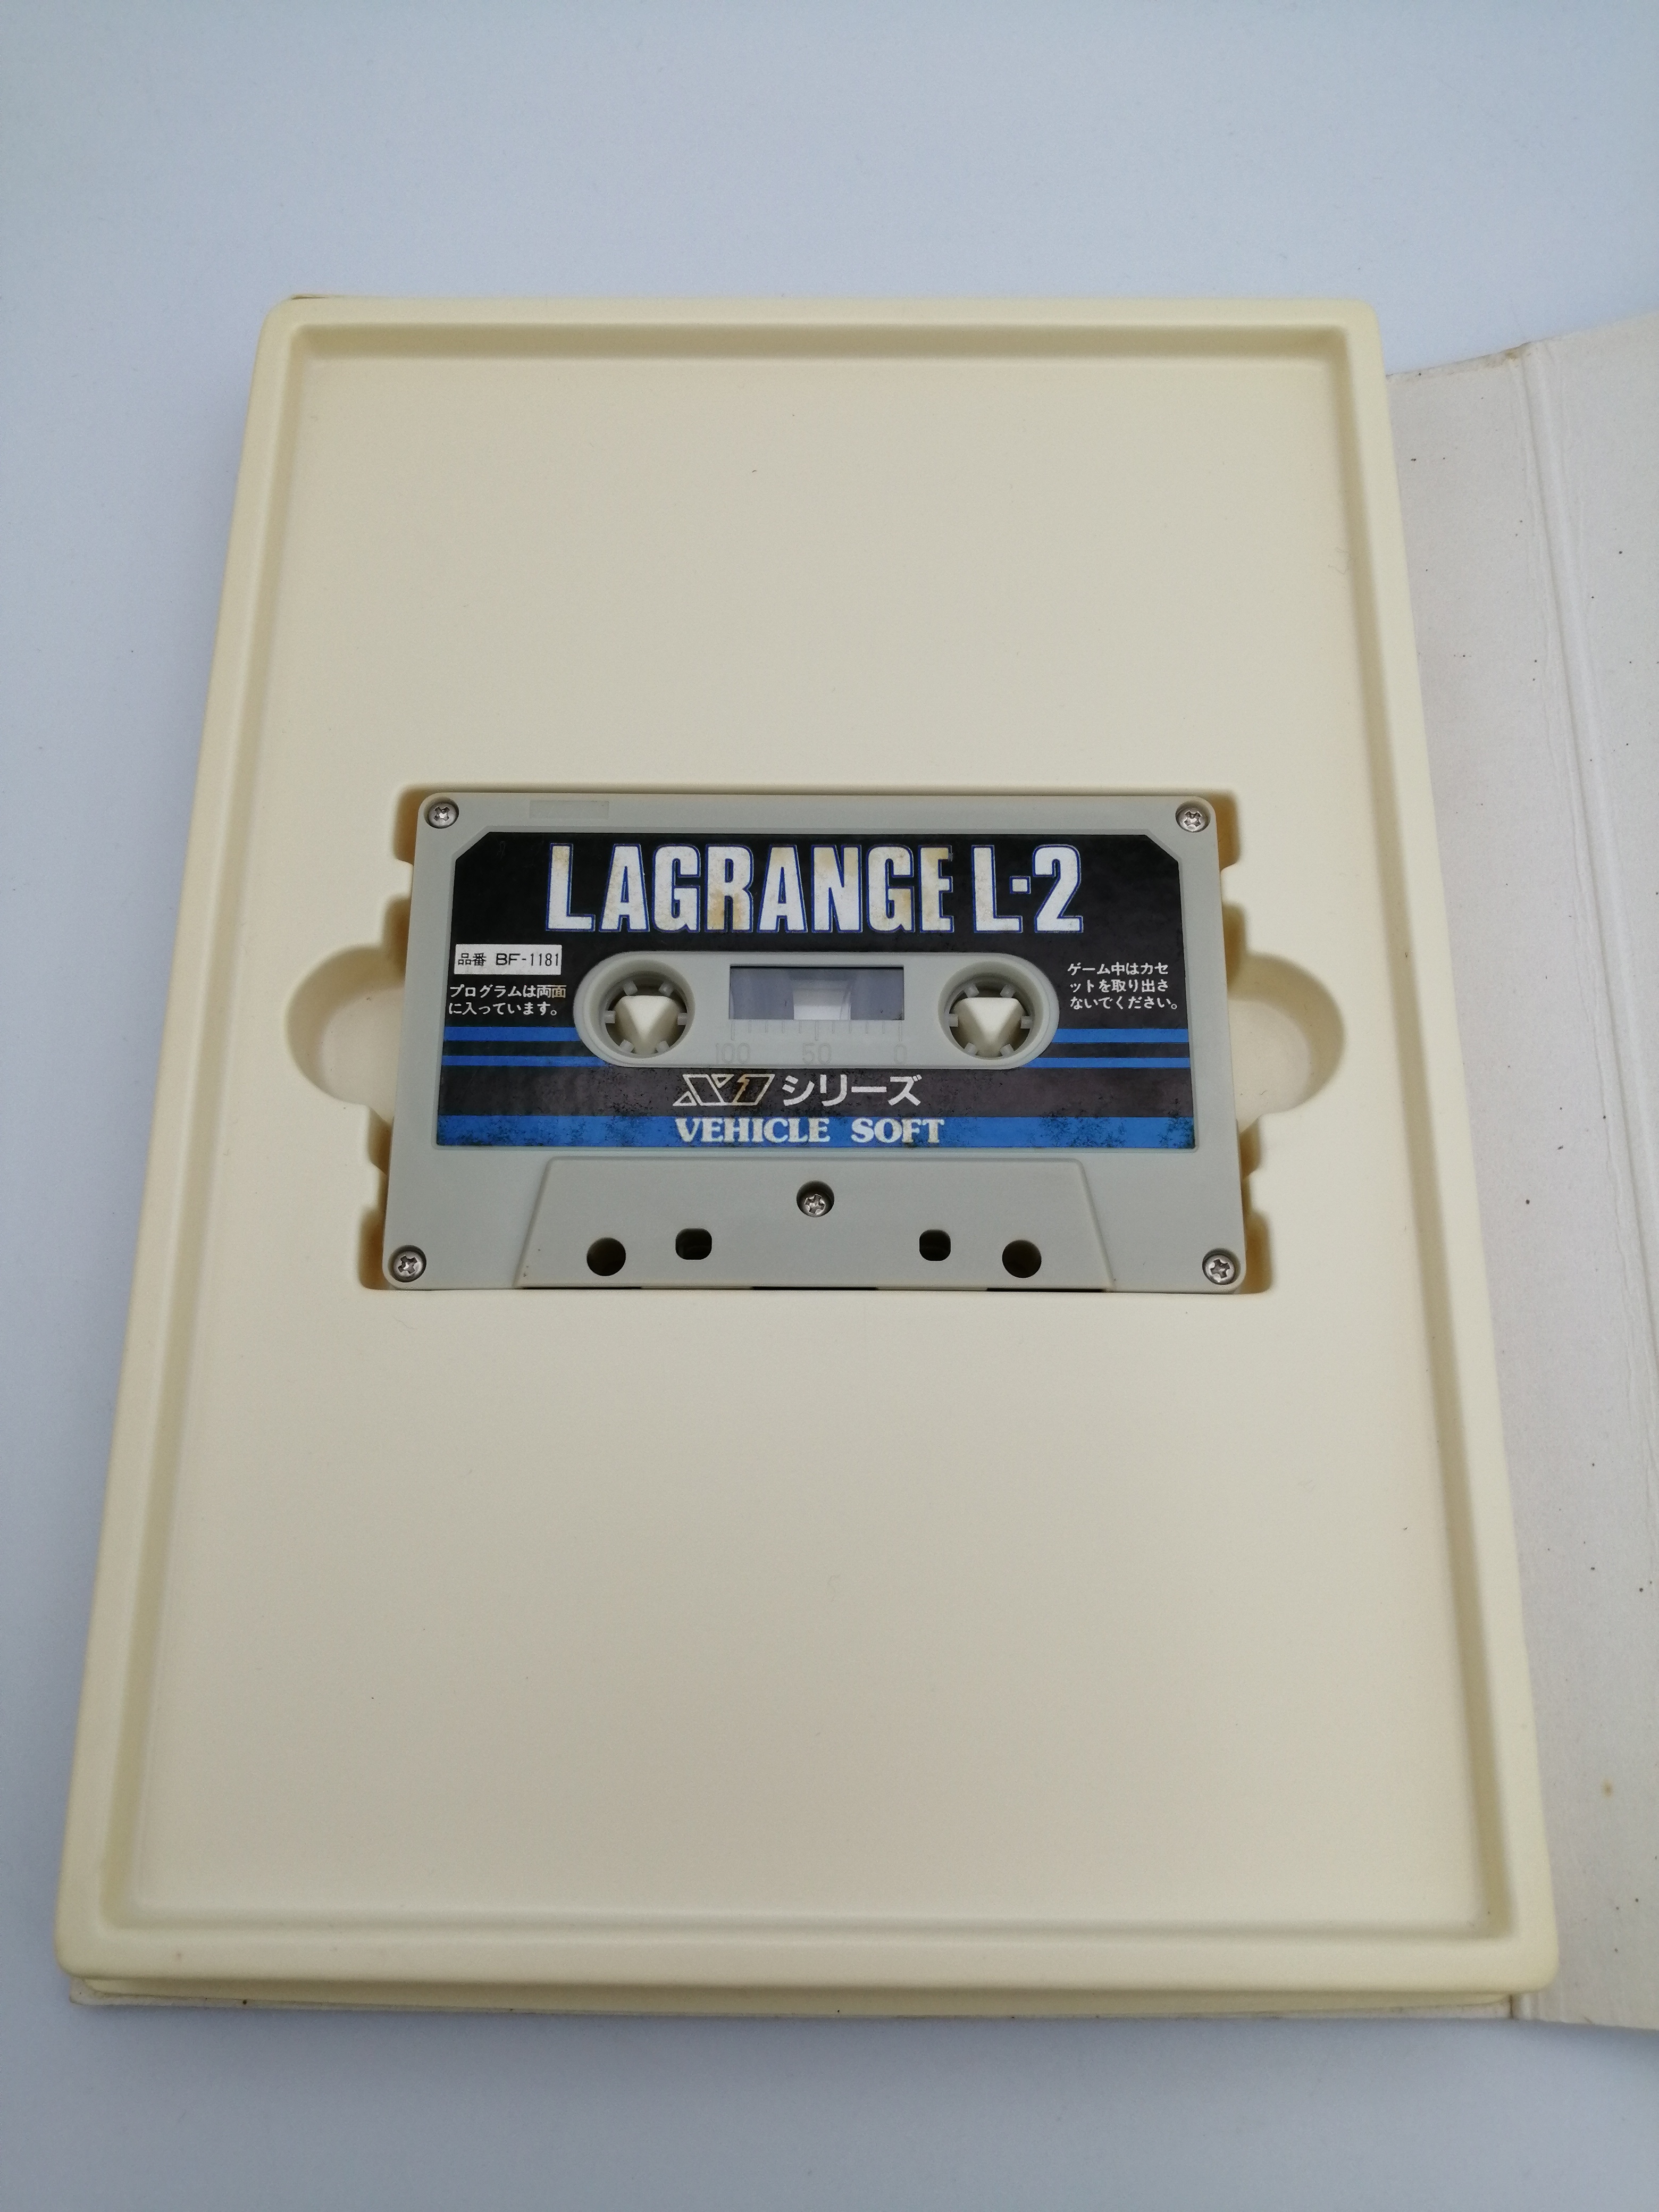 LAGRANGE L-2
品番 BF-1181
プログラムは両面
に入っています。
ゲーム中はカセ
ットを取り出さ
ないでください。
100 50 0
X1シリーズ
VEHICLE SOFT